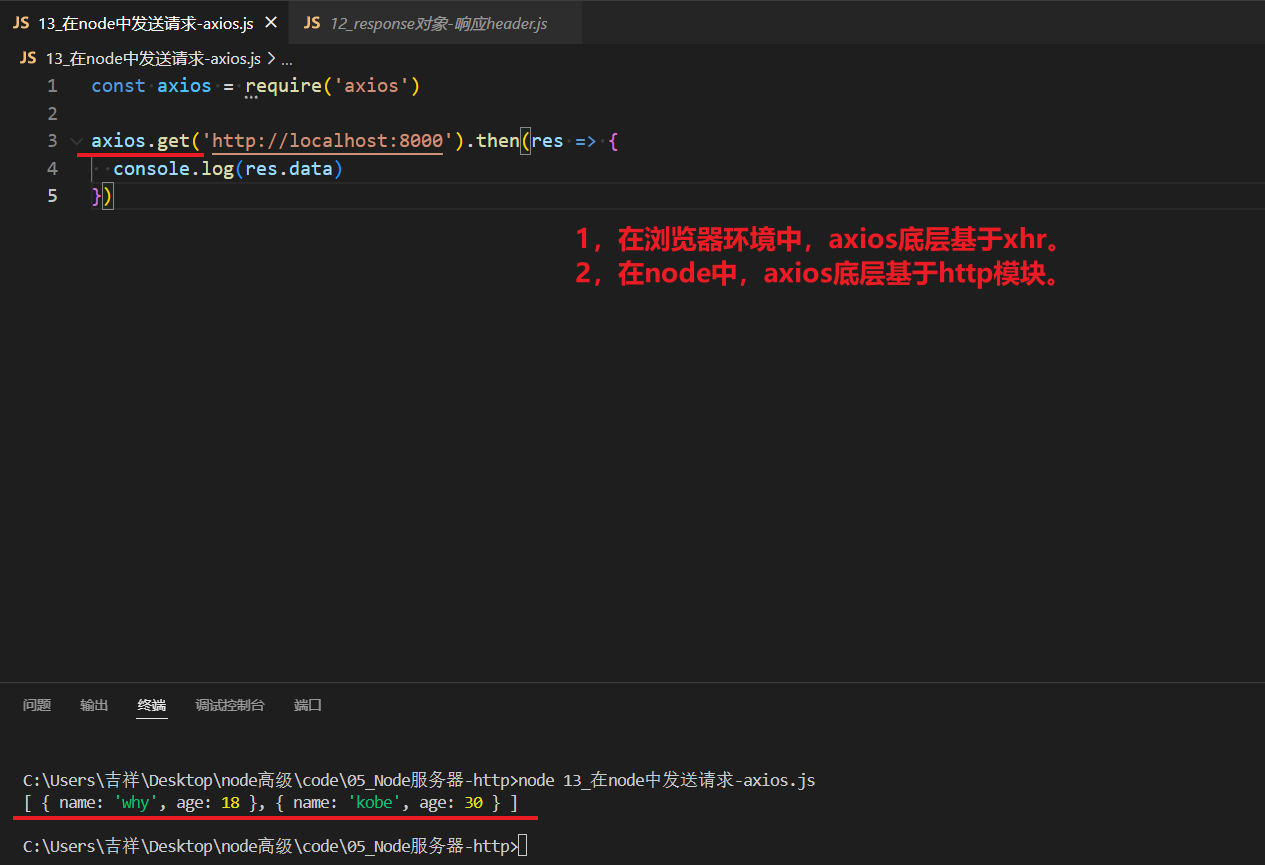 JS 13_在node中发送请求-axios.js × JS 12_response对象-响应header.js
JS 13_在node中发送请求-axios.js > ...
1 const axios = require('axios')
2
3 axios.get('http://localhost:8000').then(res => {
4 console.log(res.data)
5 })
1，在浏览器环境中，axios底层基于xhr。
2，在node中，axios底层基于http模块。
问题 输出 终端 调试控制台 端口
C:\Users\吉祥\Desktop\node高级\code\05_Node服务器-http>node 13_在node中发送请求-axios.js
[ { name: 'why', age: 18 }, { name: 'kobe', age: 30 } ]
C:\Users\吉祥\Desktop\node高级\code\05_Node服务器-http>